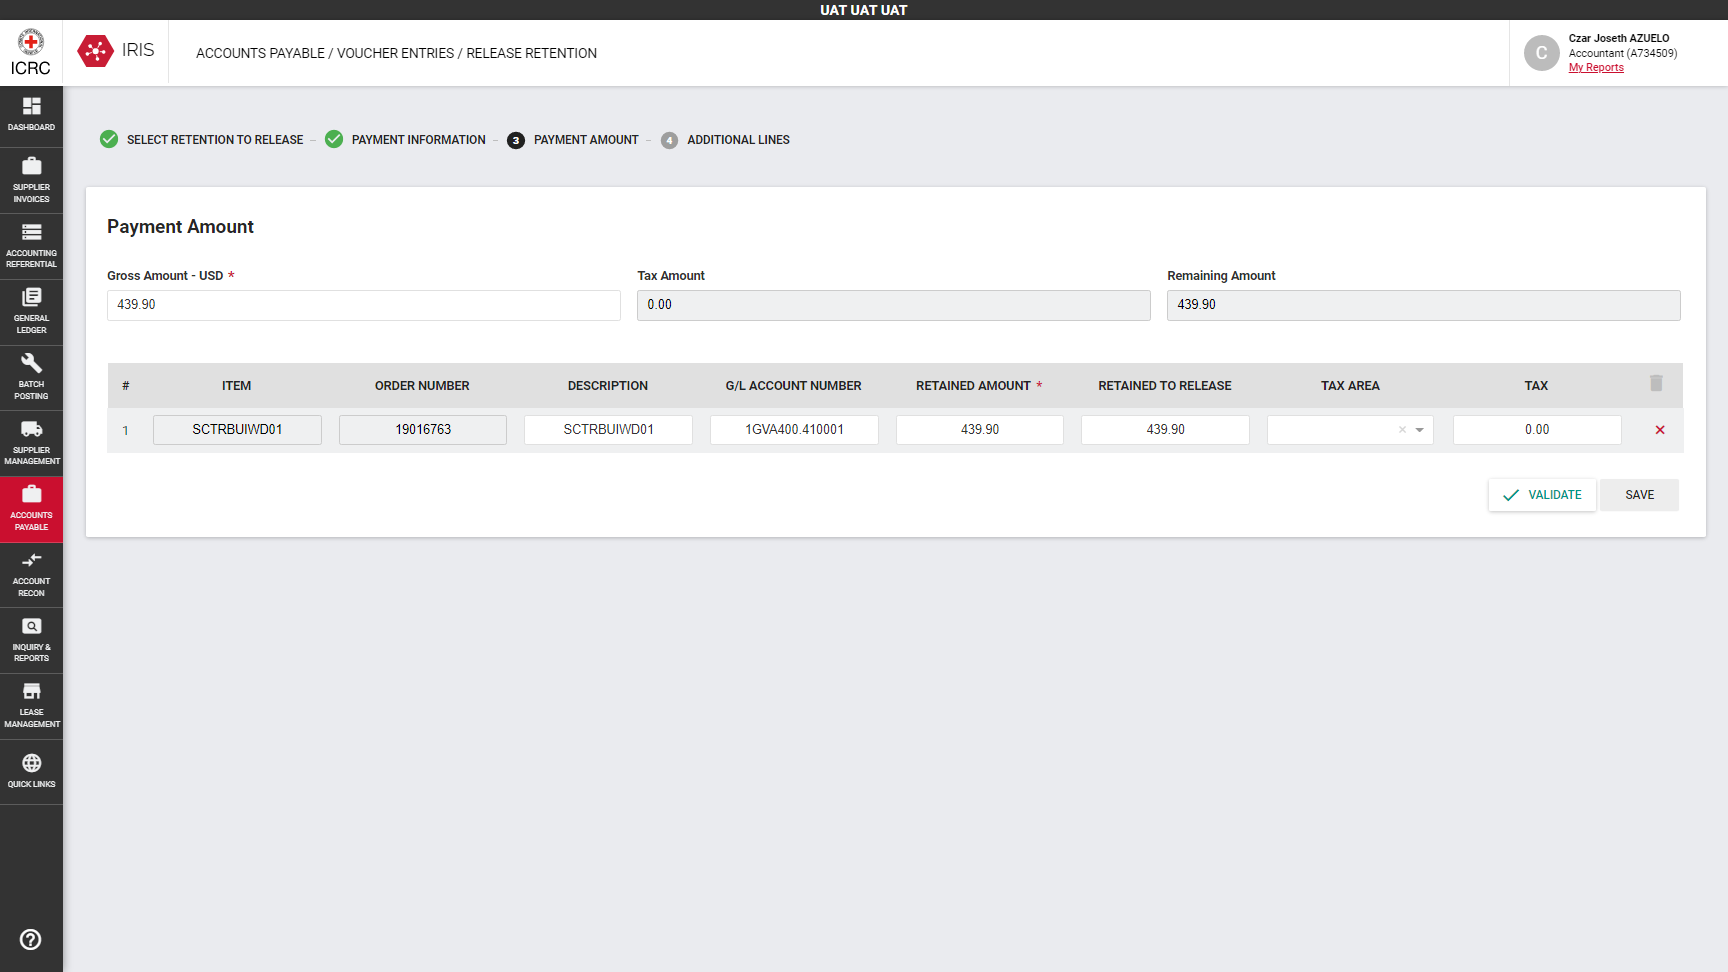 UAT UAT UAT
ICRC
IRIS
ACCOUNTS PAYABLE / VOUCHER ENTRIES / RELEASE RETENTION
C
Czar Joseth AZUELO
Accountant (A734509)
My Reports
DASHBOARD
SUPPLIER
INVOICES
ACCOUNTING
REFERENTIAL
GENERAL
LEDGER
BATCH
POSTING
SUPPLIER
MANAGEMENT
ACCOUNTS
PAYABLE
ACCOUNT
RECON
INQUIRY &
REPORTS
LEASE
MANAGEMENT
QUICK LINKS
SELECT RETENTION TO RELEASE – PAYMENT INFORMATION – 3 PAYMENT AMOUNT – 4 ADDITIONAL LINES
Payment Amount
Gross Amount - USD * Tax Amount Remaining Amount
439.90 0.00 439.90
# ITEM ORDER NUMBER DESCRIPTION G/L ACCOUNT NUMBER RETAINED AMOUNT * RETAINED TO RELEASE TAX AREA TAX
1 SCTRBUIWD01 19016763 SCTRBUIWD01 1GVA400.410001 439.90 439.90 0.00
VALIDATE SAVE